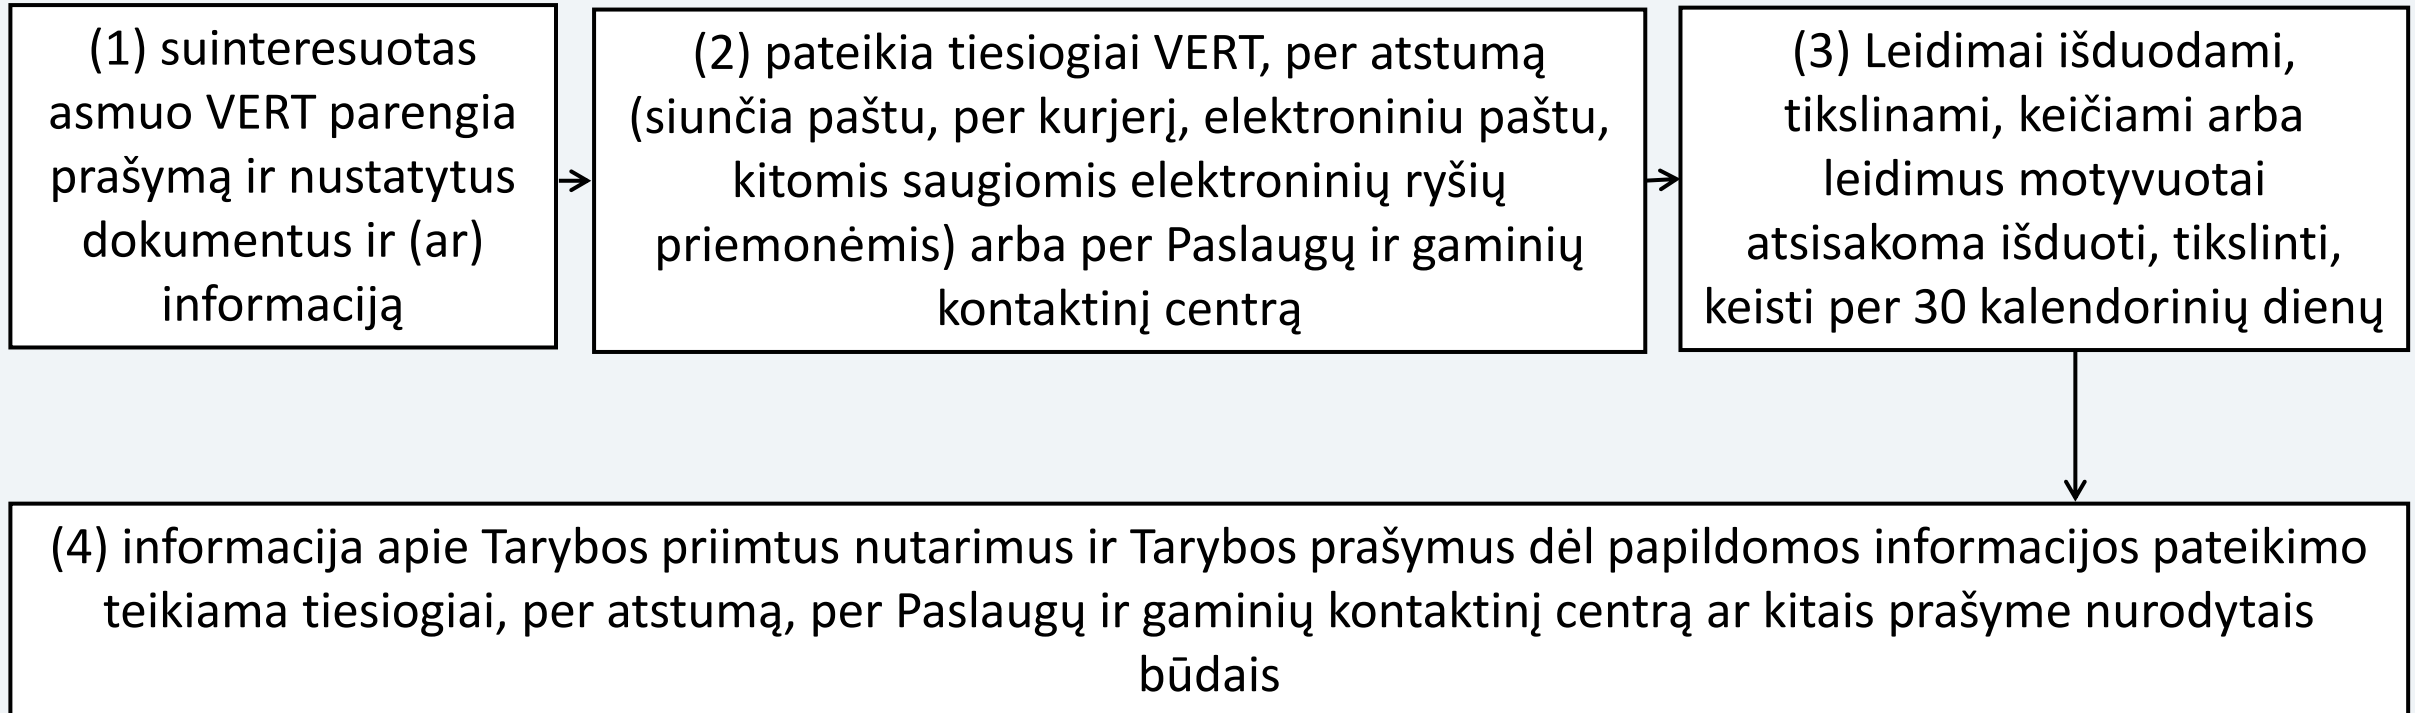 (1) suinteresuotas
asmuo VERT parengia
prašymą ir nustatytus
dokumentus ir (ar)
informaciją
(2) pateikia tiesiogiai VERT, per atstumą
(siunčia paštu, per kurjerį, elektroniniu paštu,
kitomis saugiomis elektroninių ryšių
priemonėmis) arba per Paslaugų ir gaminių
kontaktinį centrą
(3) Leidimai išduodami,
tikslinami, keičiami arba
leidimus motyvuotai
atsisakoma išduoti, tikslinti,
keisti per 30 kalendorinių dienų
(4) informacija apie Tarybos priimtus nutarimus ir Tarybos prašymus dėl papildomos informacijos pateikimo
teikiama tiesiogiai, per atstumą, per Paslaugų ir gaminių kontaktinį centrą ar kitais prašyme nurodytais
būdais